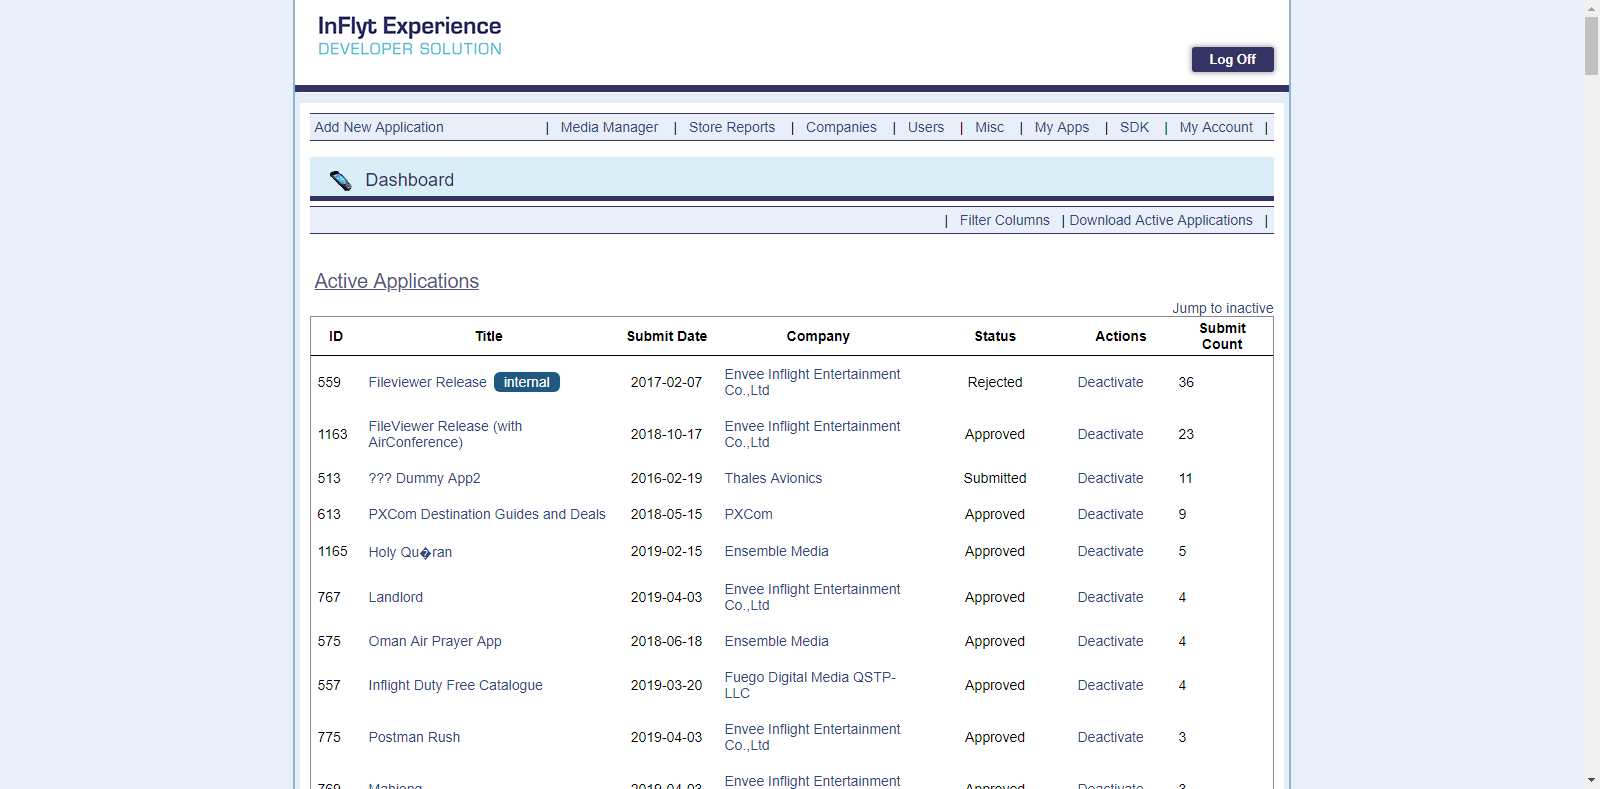 InFlyt Experience
DEVELOPER SOLUTION
Log Off
Add New Application | Media Manager | Store Reports | Companies | Users | Misc | My Apps | SDK | My Account |
Dashboard
| Filter Columns | Download Active Applications |
Active Applications
Jump to inactive
ID Title Submit Date Company Status Actions Submit Count
559 Fileviewer Release internal 2017-02-07 Envee Inflight Entertainment Co.,Ltd Rejected Deactivate 36
1163 FileViewer Release (with AirConference) 2018-10-17 Envee Inflight Entertainment Co.,Ltd Approved Deactivate 23
513 ??? Dummy App2 2016-02-19 Thales Avionics Submitted Deactivate 11
613 PXCom Destination Guides and Deals 2018-05-15 PXCom Approved Deactivate 9
1165 Holy Qu�ran 2019-02-15 Ensemble Media Approved Deactivate 5
767 Landlord 2019-04-03 Envee Inflight Entertainment Co.,Ltd Approved Deactivate 4
575 Oman Air Prayer App 2018-06-18 Ensemble Media Approved Deactivate 4
557 Inflight Duty Free Catalogue 2019-03-20 Fuego Digital Media QSTP-LLC Approved Deactivate 4
775 Postman Rush 2019-04-03 Envee Inflight Entertainment Co.,Ltd Approved Deactivate 3
769 Mahjong 2019-04-03 Envee Inflight Entertainment Approved Deactivate 3